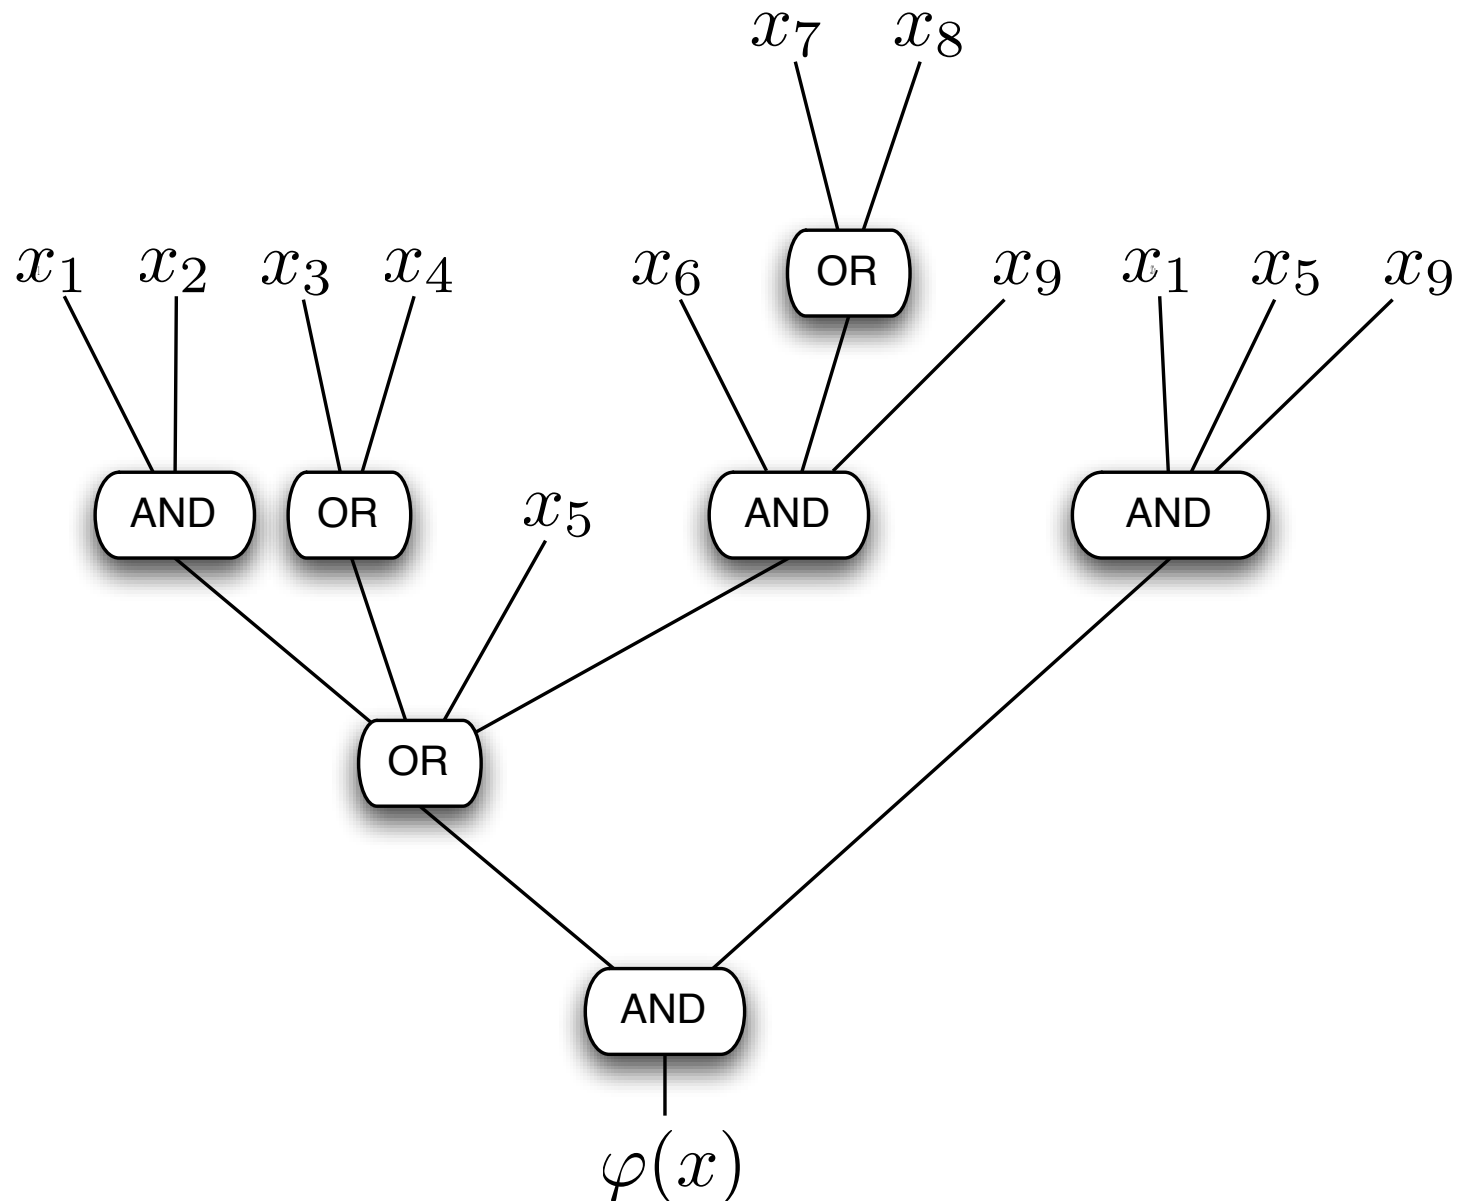 x₇ x₈
OR
x₁ x₂ x₃ x₄ x₆ x₉ x₁ x₅ x₉
AND OR x₅ AND AND
OR
AND
φ(x)